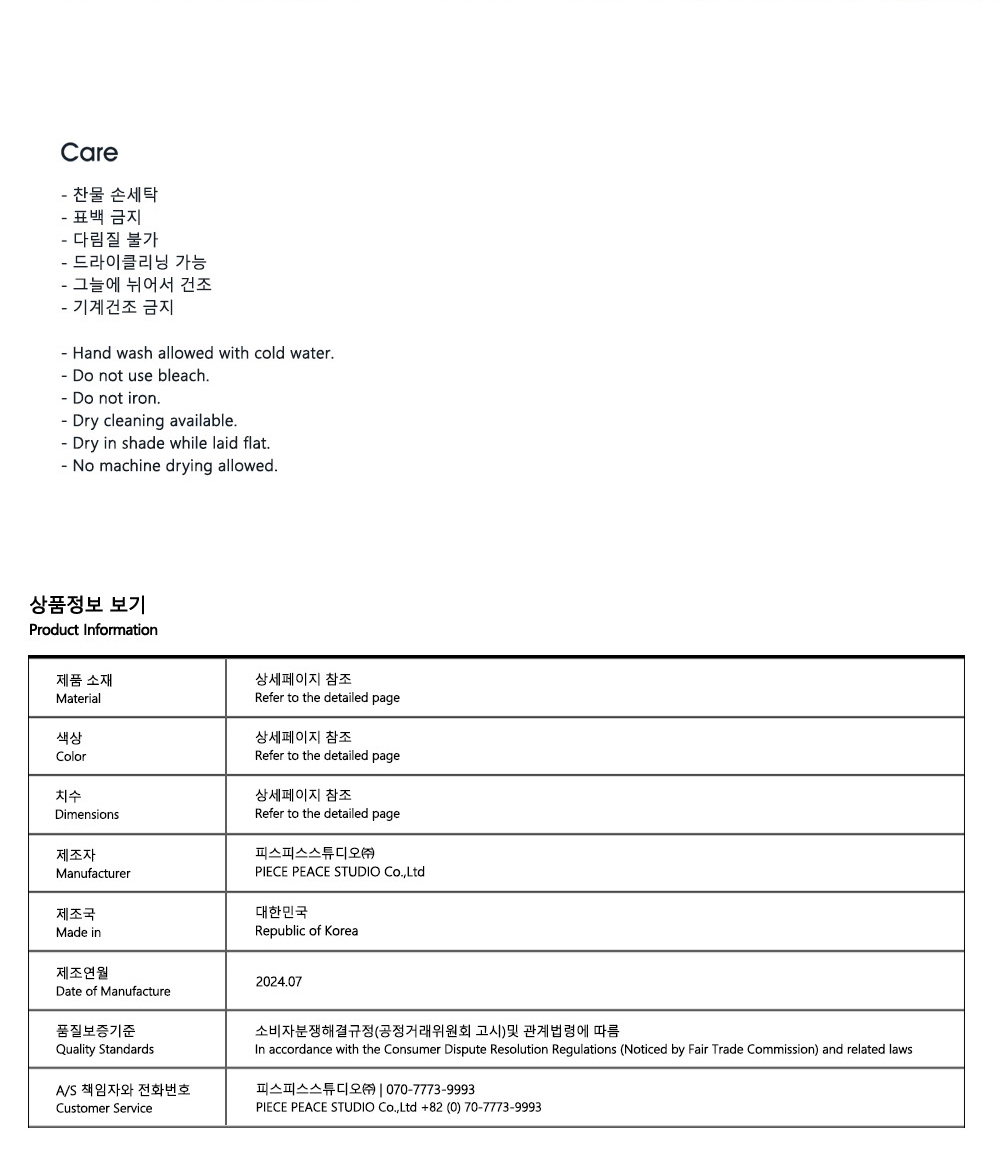 Care
- 찬물 손세탁
- 표백 금지
- 다림질 불가
- 드라이클리닝 가능
- 그늘에 뉘어서 건조
- 기계건조 금지
- Hand wash allowed with cold water.
- Do not use bleach.
- Do not iron.
- Dry cleaning available.
- Dry in shade while laid flat.
- No machine drying allowed.
상품정보 보기
Product Information
제품 소재
Material
상세페이지 참조
Refer to the detailed page
색상
Color
상세페이지 참조
Refer to the detailed page
치수
Dimensions
상세페이지 참조
Refer to the detailed page
제조자
Manufacturer
피스피스스튜디오㈜
PIECE PEACE STUDIO Co.,Ltd
제조국
Made in
대한민국
Republic of Korea
제조연월
Date of Manufacture
2024.07
품질보증기준
Quality Standards
소비자분쟁해결규정(공정거래위원회 고시)및 관계법령에 따름
In accordance with the Consumer Dispute Resolution Regulations (Noticed by Fair Trade Commission) and related laws
A/S 책임자와 전화번호
Customer Service
피스피스스튜디오㈜ | 070-7773-9993
PIECE PEACE STUDIO Co.,Ltd +82 (0) 70-7773-9993